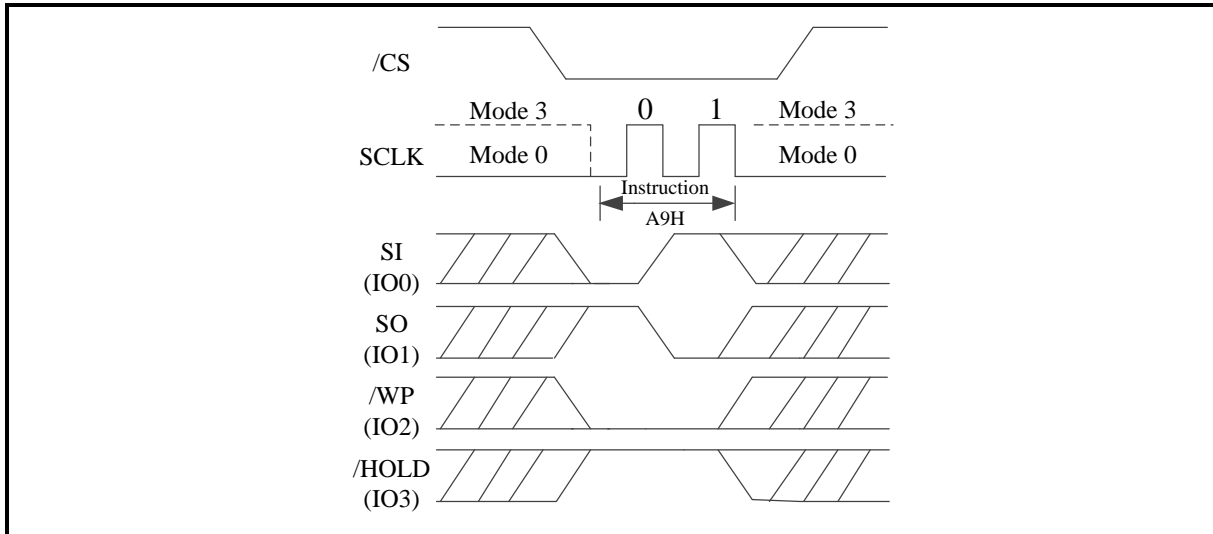 /CS
Mode 3 0 1 Mode 3
SCLK Mode 0 Mode 0
Instruction
A9H
SI
(IO0)
SO
(IO1)
/WP
(IO2)
/HOLD
(IO3)